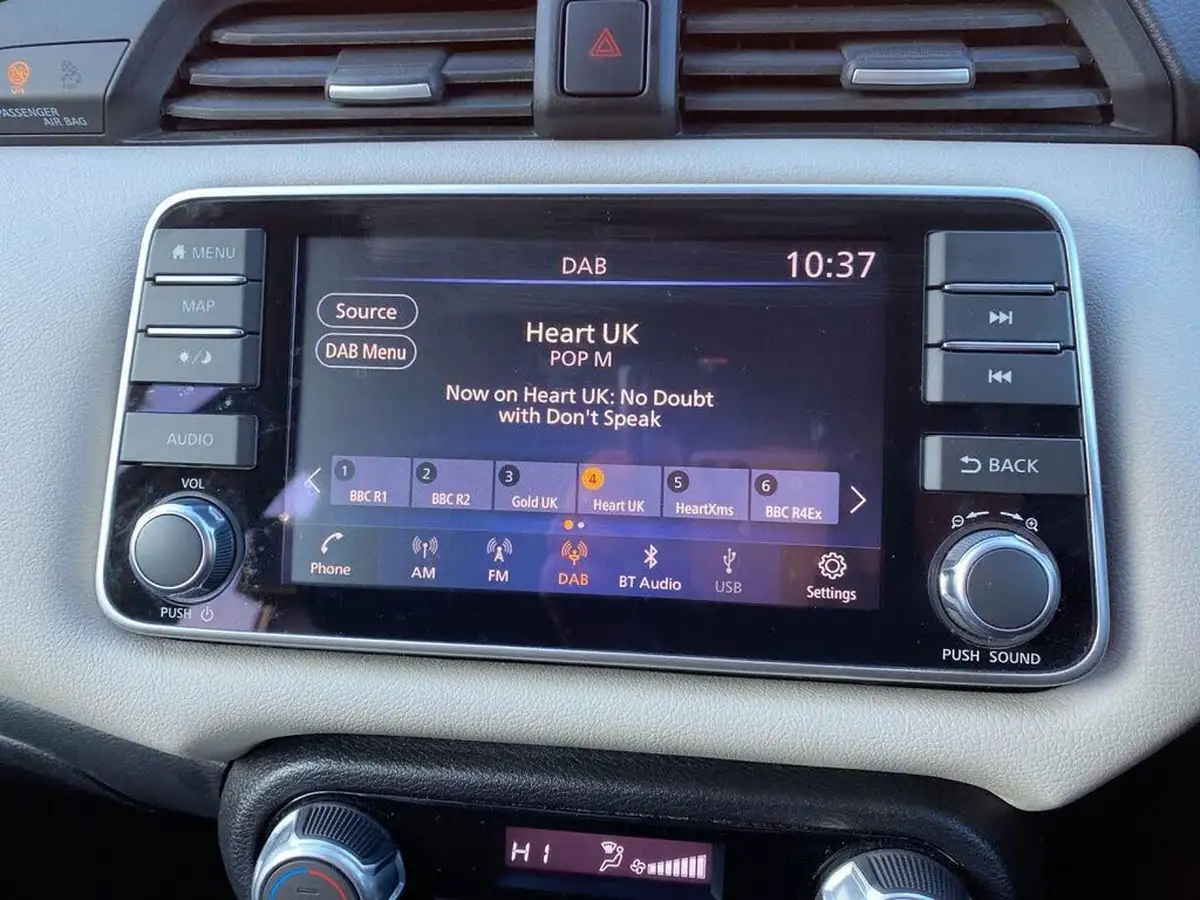 PASSENGER
AIR BAG
MENU
MAP
AUDIO
VOL
PUSH
DAB
10:37
Source
DAB Menu
Heart UK
POP M
Now on Heart UK: No Doubt
with Don't Speak
1 BBC R1
2 BBC R2
3 Gold UK
4 Heart UK
5 HeartXms
6 BBC R4Ex
Phone
AM
FM
DAB
BT Audio
USB
Settings
BACK
PUSH SOUND
HI